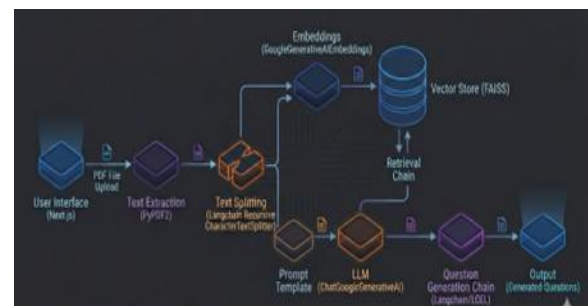 Embeddings
(GoogleGenerativeAIEmbeddings)
Vector Store (FAISS)
Retrieval
Chain
PDF File
Upload
User Interface
(Next.js)
Text Extraction
(PyPDF2)
Text Splitting
(Langchain Recursive
CharacterTextSplitter)
Prompt
Template
LLM
(ChatGoogleGenerativeAI)
Question
Generation Chain
(Langchain/LCEL)
Output
(Generated Questions)